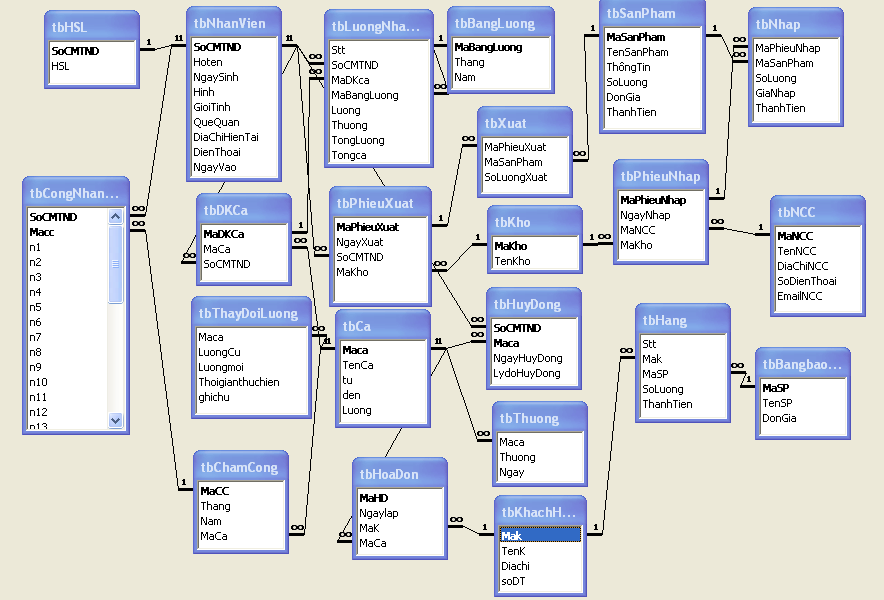 tbHSL
SoCMTND
HSL
tbNhanVien
SoCMTND
Hoten
NgaySinh
Hinh
GioiTinh
QueQuan
DiaChiHienTai
DienThoai
NgayVao
tbLuongNha...
Stt
SoCMTND
MaDKca
MaBangLuong
Luong
Thuong
TongLuong
Tongca
tbBangLuong
MaBangLuong
Thang
Nam
tbSanPham
MaSanPham
TenSanPham
ThôngTin
SoLuong
DonGia
ThanhTien
tbNhap
MaPhieuNhap
MaSanPham
SoLuong
GiaNhap
ThanhTien
tbXuat
MaPhieuXuat
MaSanPham
SoLuongXuat
tbCongNhan...
SoCMTND
Macc
n1
n2
n3
n4
n5
n6
n7
n8
n9
n10
n11
n12
n13
tbDKCa
MaDKCa
MaCa
SoCMTND
tbPhieuXuat
MaPhieuXuat
NgayXuat
SoCMTND
MaKho
tbKho
MaKho
TenKho
tbPhieuNhap
MaPhieuNhap
NgayNhap
MaNCC
MaKho
tbNCC
MaNCC
TenNCC
DiaChiNCC
SoDienThoai
EmailNCC
tbThayDoiLuong
Maca
LuongCu
Luongmoi
Thoigianthuchien
ghichu
tbCa
Maca
TenCa
tu
den
Luong
tbHuyDong
SoCMTND
Maca
NgayHuyDong
LydoHuyDong
tbHang
Stt
Mak
MaSP
SoLuong
ThanhTien
tbBangbao...
MaSP
TenSP
DonGia
tbThuong
Maca
Thuong
Ngay
tbChamCong
MaCC
Thang
Nam
MaCa
tbHoaDon
MaHD
Ngaylap
MaK
MaCa
tbKhachH...
Mak
TenK
Diachi
soDT